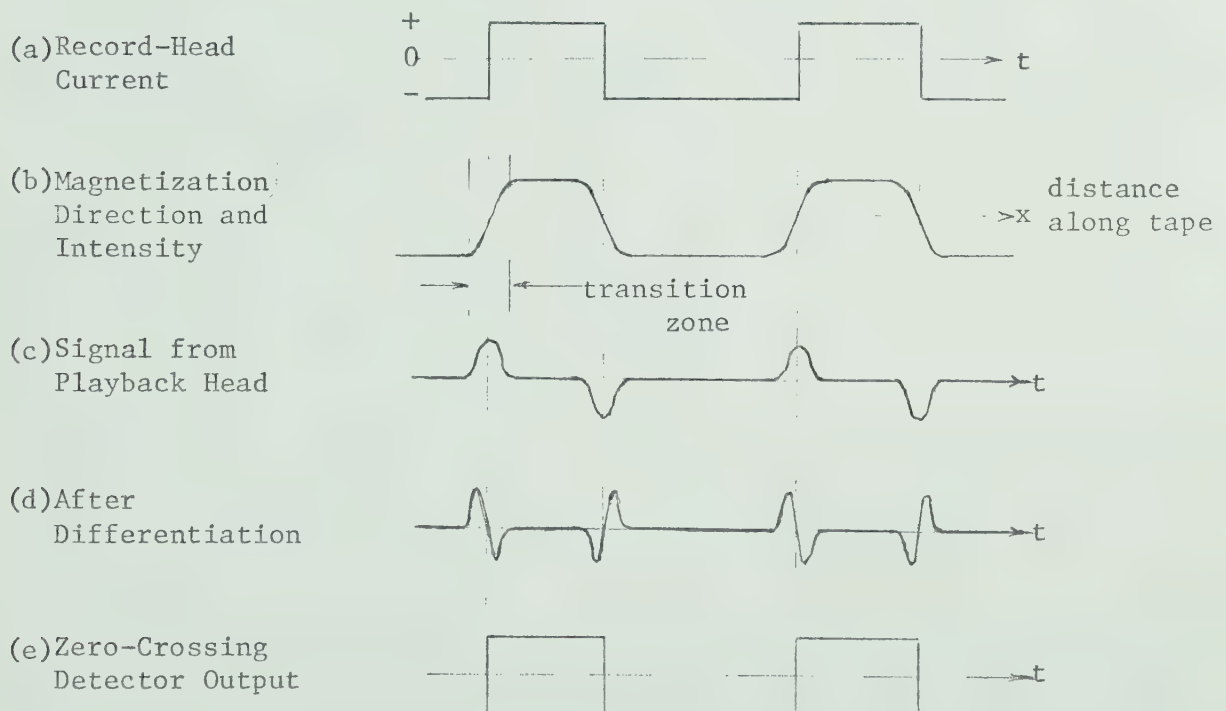 (a) Record-Head
Current
+
0
-
t
(b) Magnetization
Direction and
Intensity
>x distance
along tape
transition
zone
(c) Signal from
Playback Head
t
(d) After
Differentiation
t
(e) Zero-Crossing
Detector Output
t